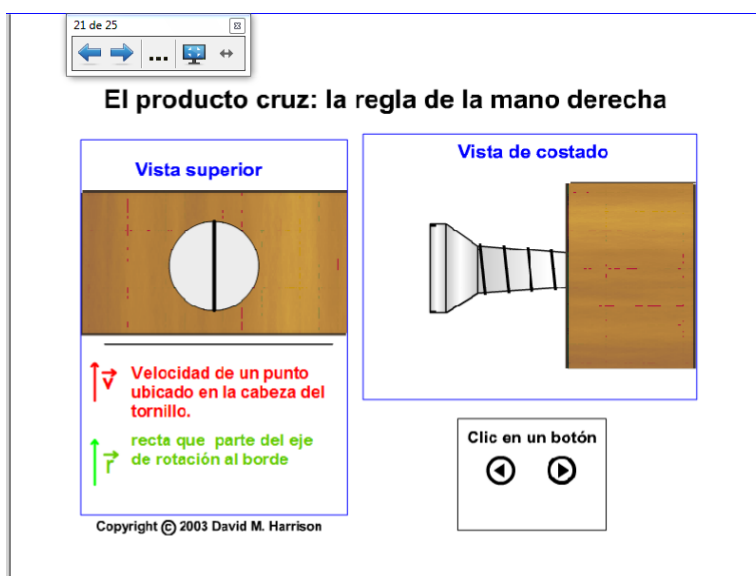 21 de 25
El producto cruz: la regla de la mano derecha
Vista superior
Velocidad de un punto
ubicado en la cabeza del
tornillo.
v
recta que parte del eje
de rotación al borde
r
Copyright © 2003 David M. Harrison
Vista de costado
Clic en un botón